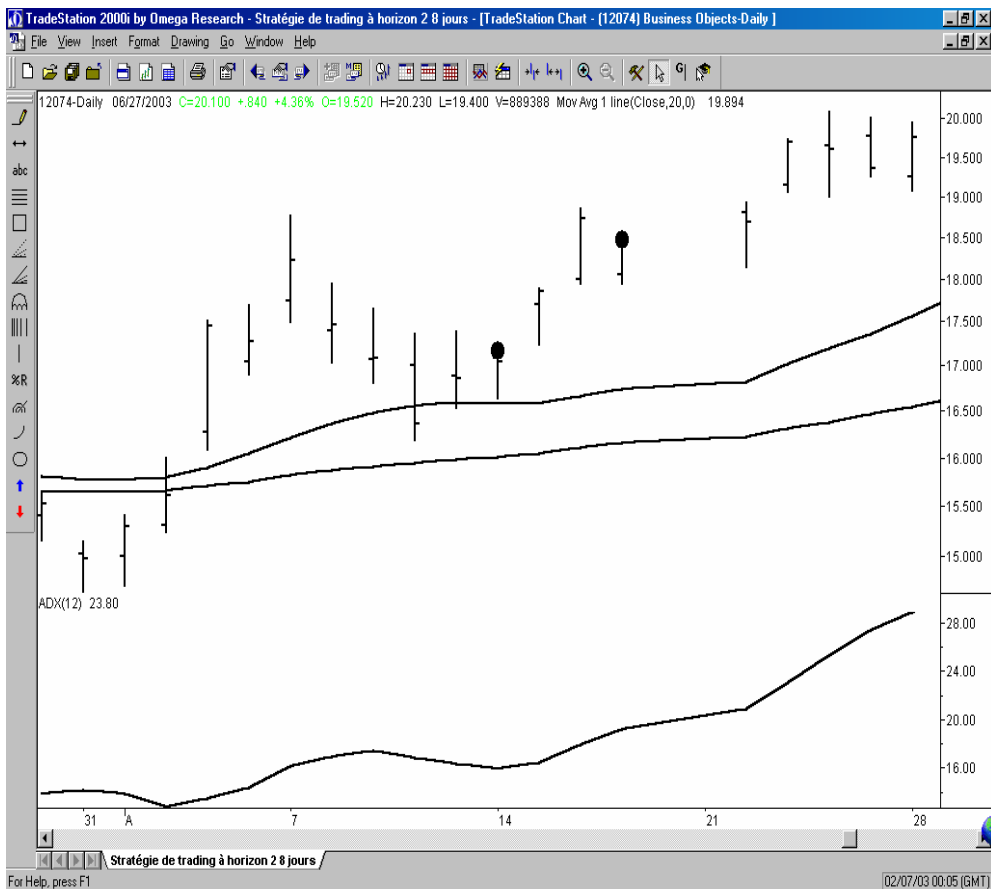 TradeStation 2000i by Omega Research - Stratégie de trading à horizon 2 8 jours - [TradeStation Chart - (12074) Business Objects-Daily ]
File View Insert Format Drawing Go Window Help
12074-Daily 06/27/2003 C=20.100 +.840 +4.36% O=19.520 H=20.230 L=19.400 V=889388 Mov Avg 1 line(Close,20,0) 19.894
abc
%R
20.000
19.500
19.000
18.500
18.000
17.500
17.000
16.500
16.000
15.500
15.000
ADX(12) 23.80
28.00
24.00
20.00
16.00
31 A 7 14 21 28
Stratégie de trading à horizon 2 8 jours
For Help, press F1
02/07/03 00:05 (GMT)